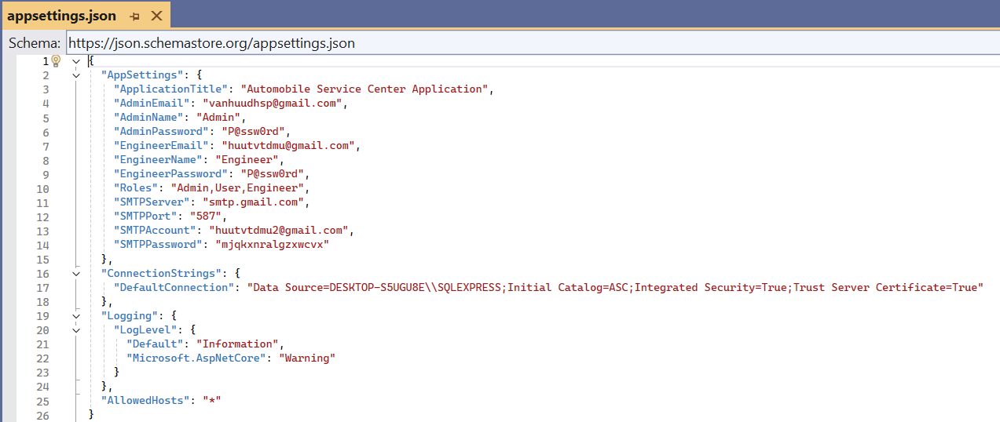 appsettings.json
Schema: https://json.schemastore.org/appsettings.json
1 {
2 "AppSettings": {
3 "ApplicationTitle": "Automobile Service Center Application",
4 "AdminEmail": "vanhuudhsp@gmail.com",
5 "AdminName": "Admin",
6 "AdminPassword": "P@ssw0rd",
7 "EngineerEmail": "huutvtdmu@gmail.com",
8 "EngineerName": "Engineer",
9 "EngineerPassword": "P@ssw0rd",
10 "Roles": "Admin,User,Engineer",
11 "SMTPServer": "smtp.gmail.com",
12 "SMTPPort": "587",
13 "SMTPAccount": "huutvtdmu2@gmail.com",
14 "SMTPPassword": "mjqkxnralgzxwcvx"
15 },
16 "ConnectionStrings": {
17 "DefaultConnection": "Data Source=DESKTOP-S5UGU8E\\SQLEXPRESS;Initial Catalog=ASC;Integrated Security=True;Trust Server Certificate=True"
18 },
19 "Logging": {
20 "LogLevel": {
21 "Default": "Information",
22 "Microsoft.AspNetCore": "Warning"
23 }
24 },
25 "AllowedHosts": "*"
26 }